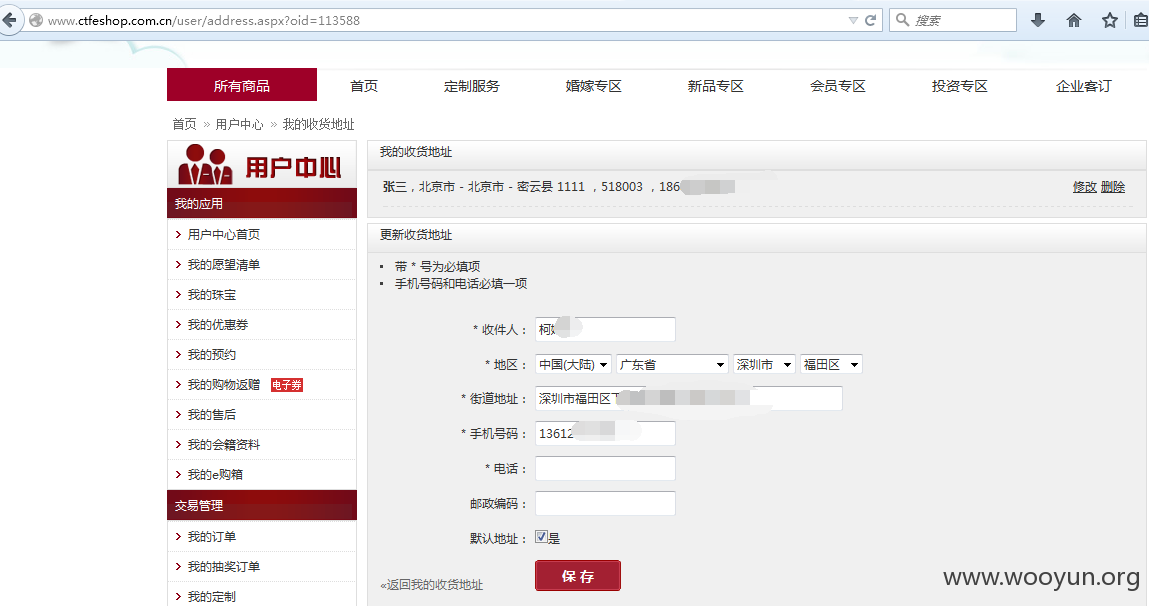 www.ctfeshop.com.cn/user/address.aspx?oid=113588
搜索
所有商品 首页 定制服务 婚嫁专区 新品专区 会员专区 投资专区 企业客订
首页 » 用户中心 » 我的收货地址
用户中心
我的应用
用户中心首页
我的愿望清单
我的珠宝
我的优惠券
我的预约
我的购物返赠 电子券
我的售后
我的会籍资料
我的e购箱
交易管理
我的订单
我的抽奖订单
我的定制
我的收货地址
张三，北京市 - 北京市 - 密云县 1111 ，518003 ，186
修改 删除
更新收货地址
• 带 * 号为必填项
• 手机号码和电话必填一项
* 收件人： 柯
* 地区： 中国(大陆) 广东省 深圳市 福田区
* 街道地址： 深圳市福田区下
* 手机号码： 13612
* 电话：
邮政编码：
默认地址： 是
«返回我的收货地址
保 存
www.wooyun.org